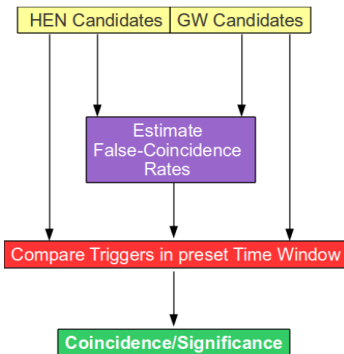 HEN Candidates GW Candidates
Estimate
False-Coincidence
Rates
Compare Triggers in preset Time Window
Coincidence/Significance